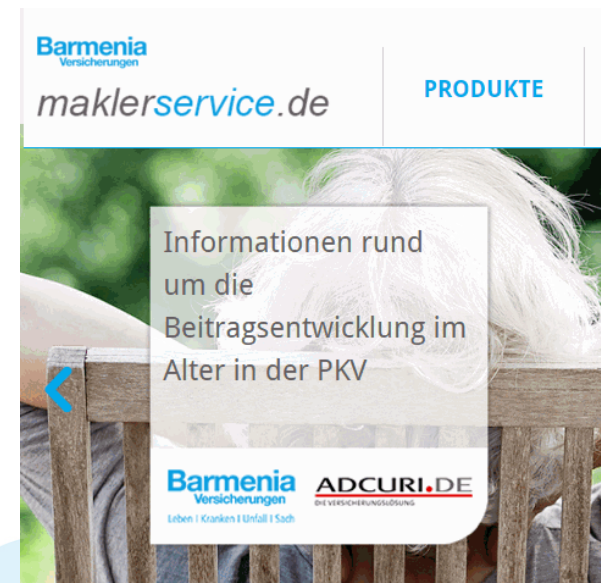 Barmenia
Versicherungen
maklerservice.de
PRODUKTE
Informationen rund
um die
Beitragsentwicklung im
Alter in der PKV
Barmenia
Versicherungen
Leben I Kranken I Unfall I Sach
ADCURI.DE
DIE VERSICHERUNGSLÖSUNG